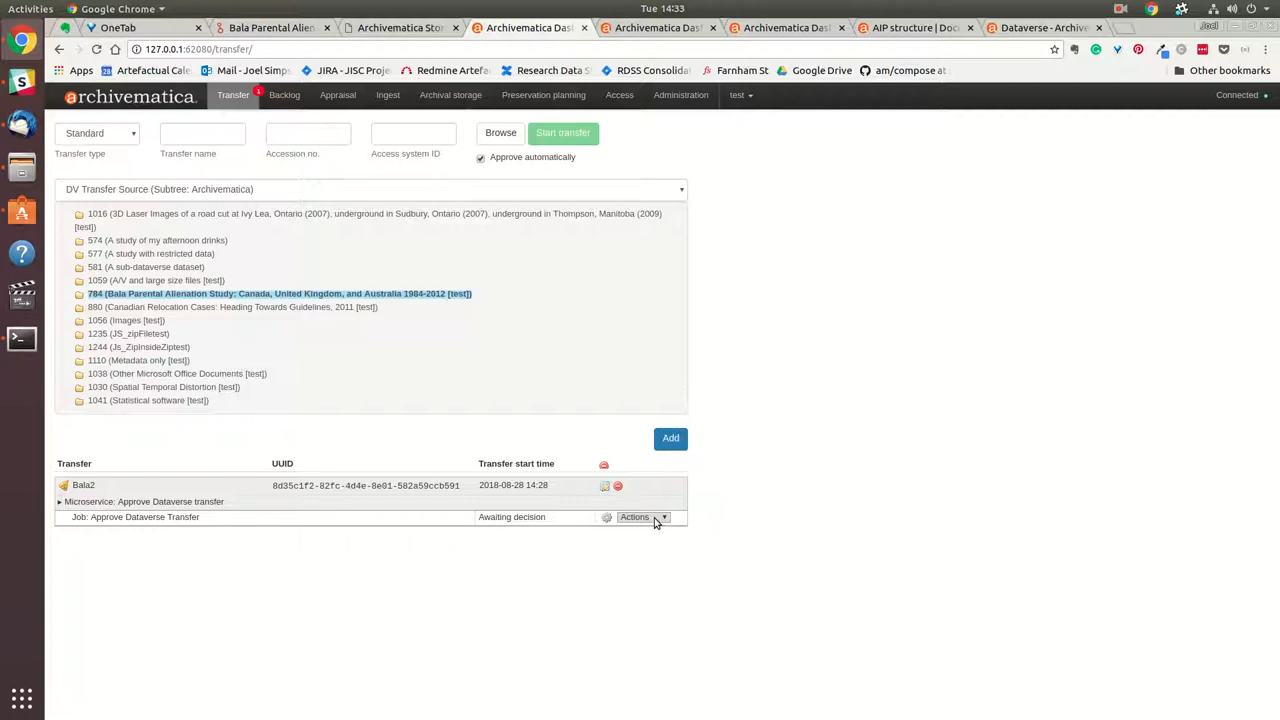 Activities Google Chrome Tue 14:33
OneTab Bala Parental Alien Archivematica Stor Archivematica Das Archivematica Das Archivematica Das AIP structure | Doc Dataverse - Archive Joel
127.0.0.1:62080/transfer/
Apps Artefactual Cale Mail - Joel Simps JIRA - JISC Proje Redmine Artef Research Data S RDSS Consolida Farnham St Google Drive am/compose at Other bookmarks
archivematica Transfer 1 Backlog Appraisal Ingest Archival storage Preservation planning Access Administration test Connected
Standard Browse Start transfer
Transfer type Transfer name Accession no. Access system ID Approve automatically
DV Transfer Source (Subtree: Archivematica)
1016 (3D Laser Images of a road cut at Ivy Lea, Ontario (2007), underground in Sudbury, Ontario (2007), underground in Thompson, Manitoba (2009)
[test])
574 (A study of my afternoon drinks)
577 (A study with restricted data)
581 (A sub-dataverse dataset)
1059 (A/V and large size files [test])
784 (Bala Parental Alienation Study: Canada, United Kingdom, and Australia 1984-2012 [test])
880 (Canadian Relocation Cases: Heading Towards Guidelines, 2011 [test])
1056 (Images [test])
1235 (JS_zipFiletest)
1244 (Js_ZipInsideZiptest)
1110 (Metadata only [test])
1038 (Other Microsoft Office Documents [test])
1030 (Spatial Temporal Distortion [test])
1041 (Statistical software [test])
Add
Transfer UUID Transfer start time
Bala2 8d35c1f2-82fc-4d4e-8e01-582a59ccb591 2018-08-28 14:28
Microservice: Approve Dataverse transfer
Job: Approve Dataverse Transfer Awaiting decision Actions